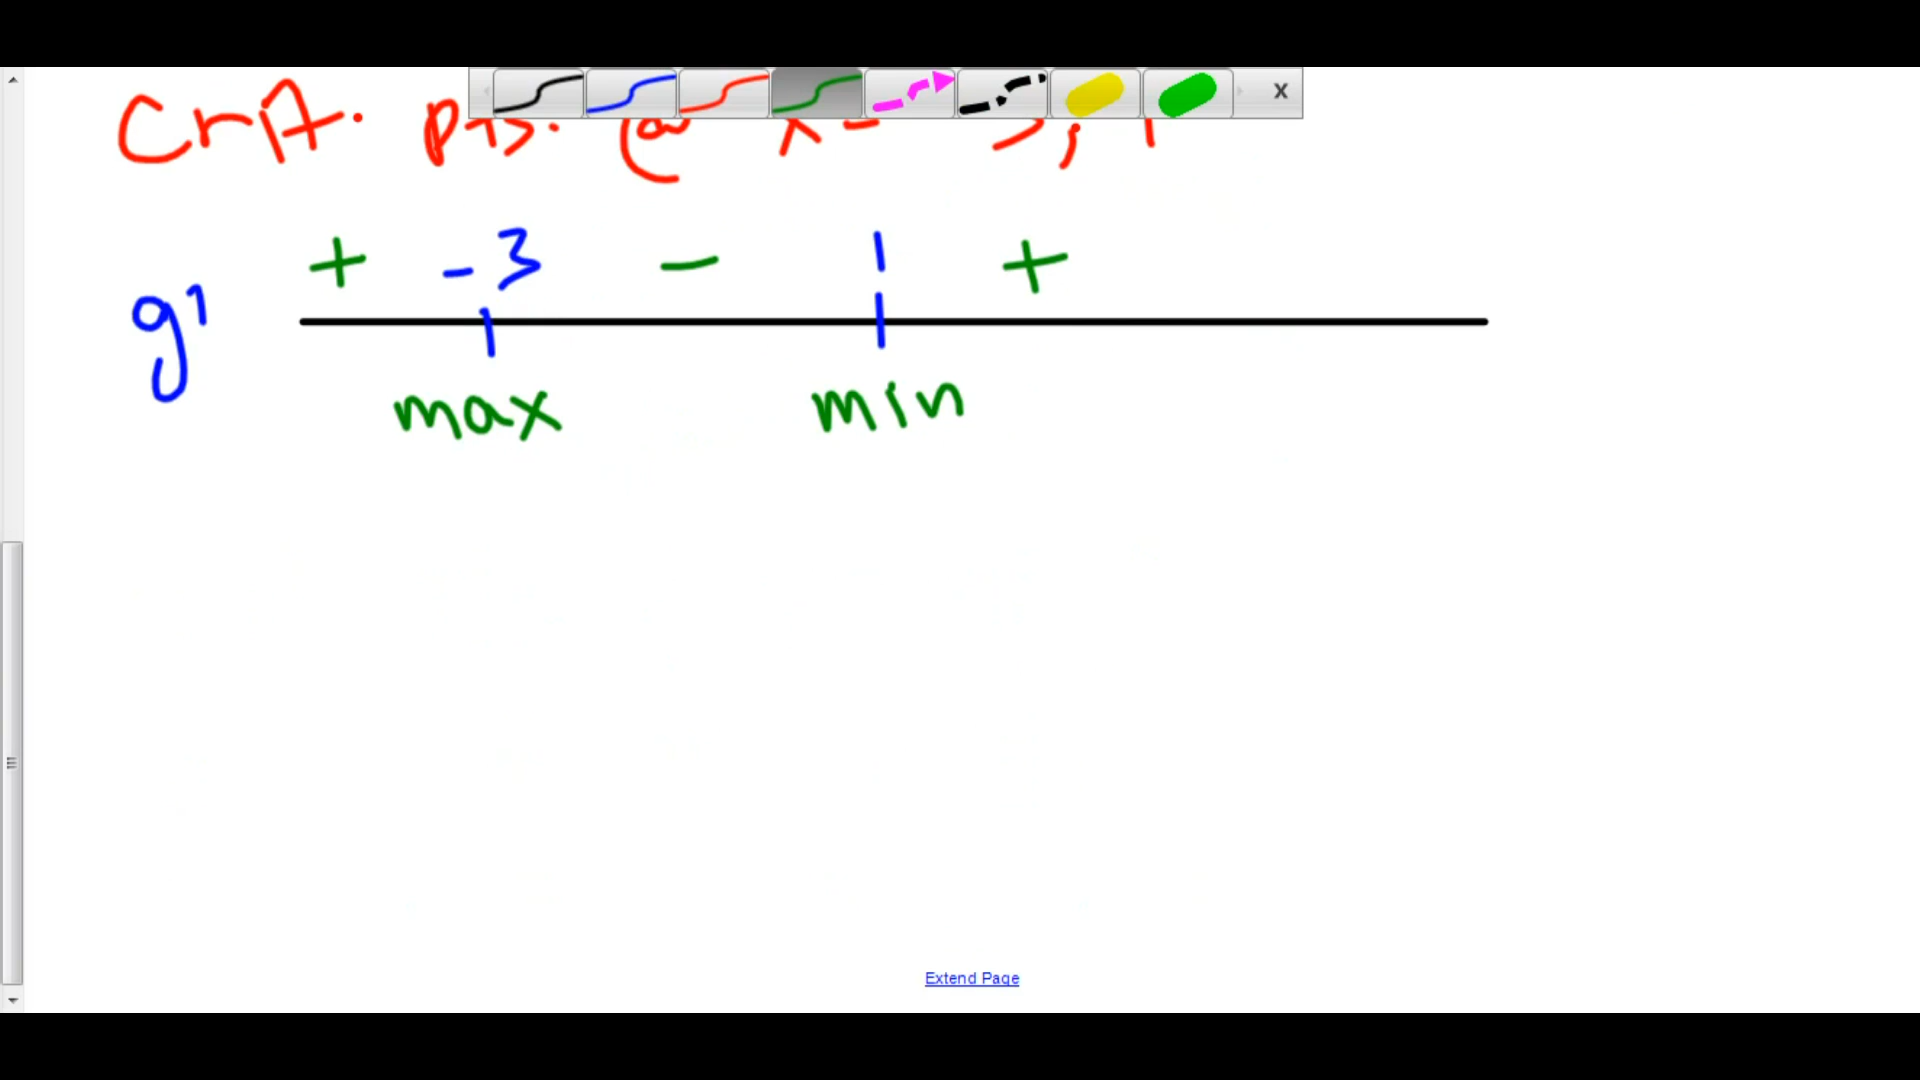 Crit. pts. @ x = -3, 1
+ -3 - 1 +
g'
max min
Extend Page